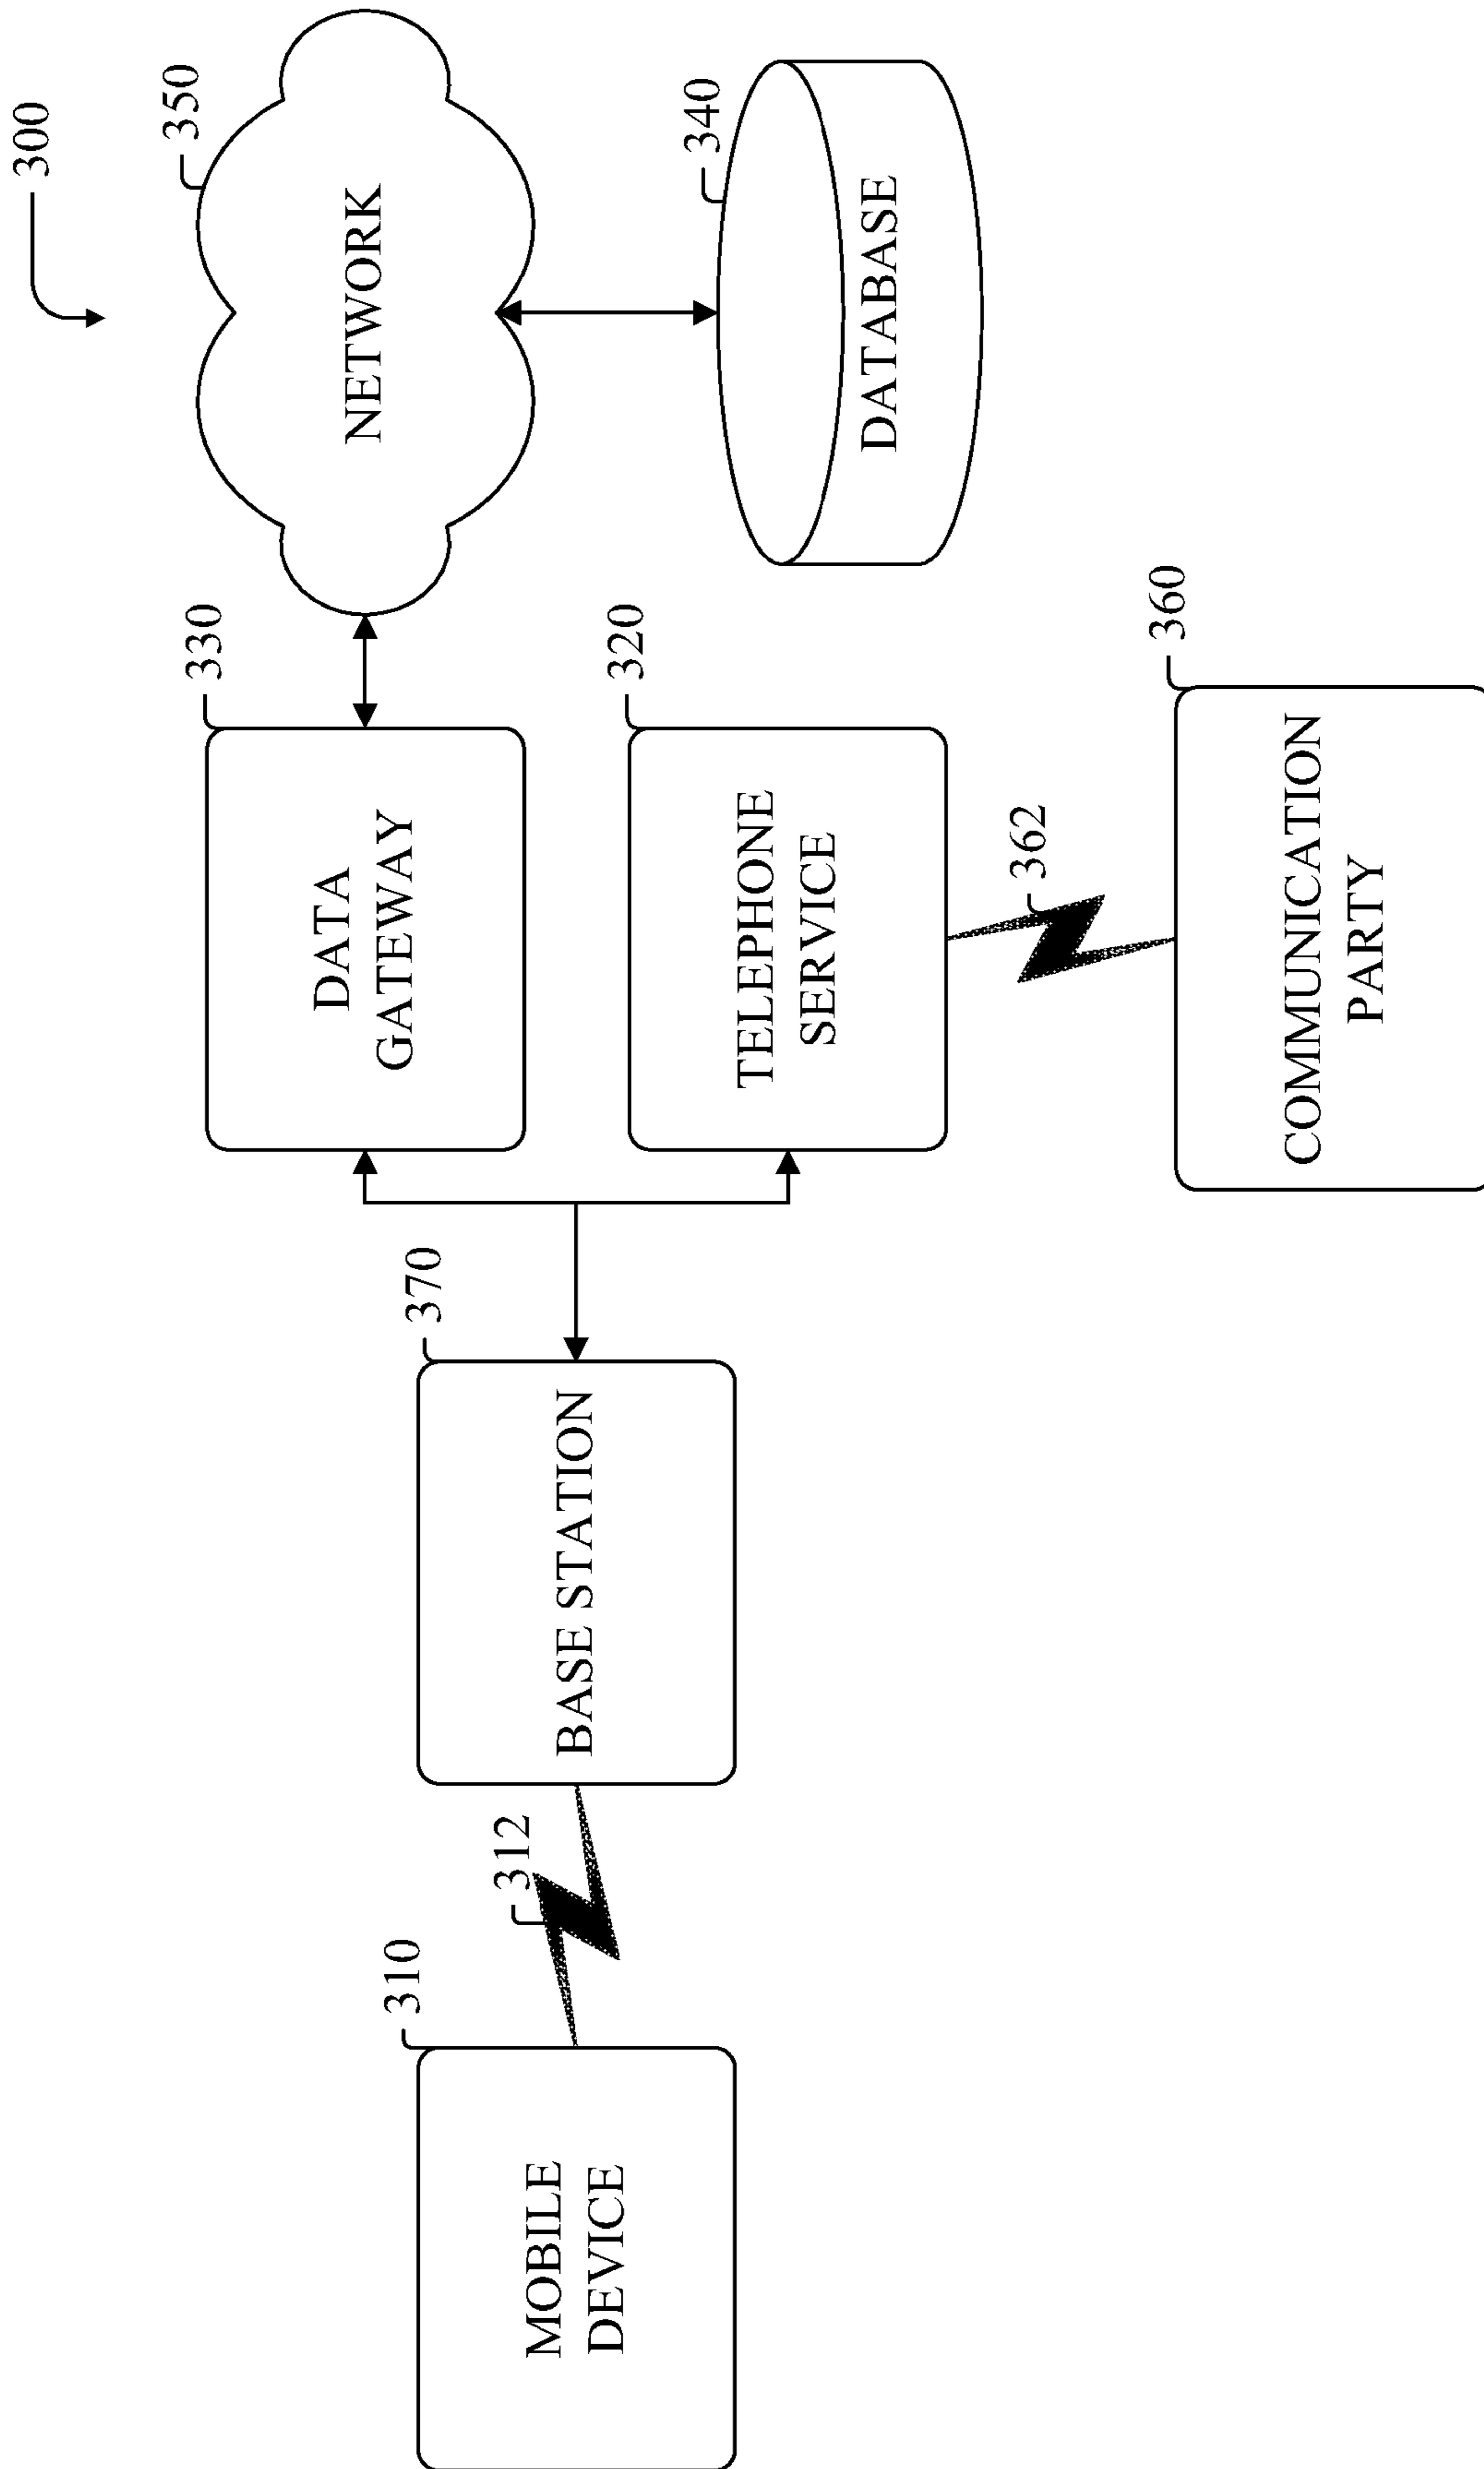 300
350
NETWORK
330
DATA
GATEWAY
340
DATABASE
320
TELEPHONE
SERVICE
370
BASE STATION
310
MOBILE
DEVICE
312
362
360
COMMUNICATION
PARTY